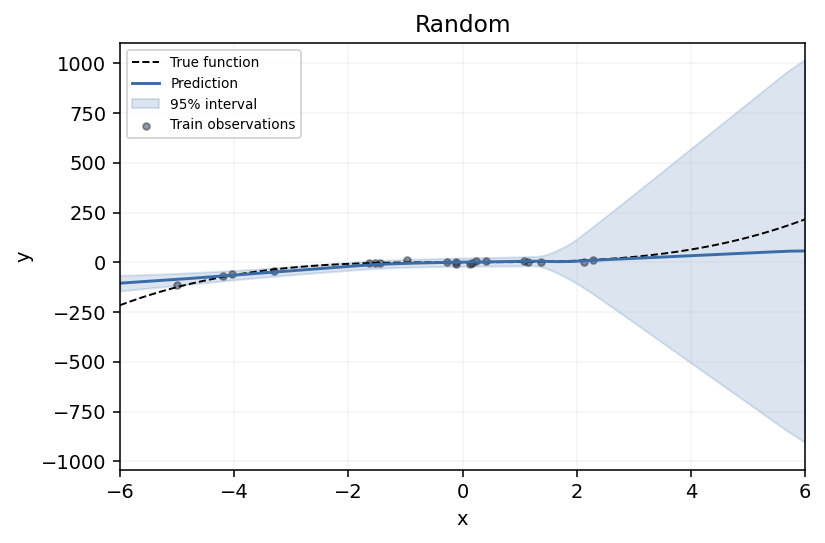 Random
True function
Prediction
95% interval
Train observations
1000
750
500
250
0
−250
−500
−750
−1000
y
−6 −4 −2 0 2 4 6
x